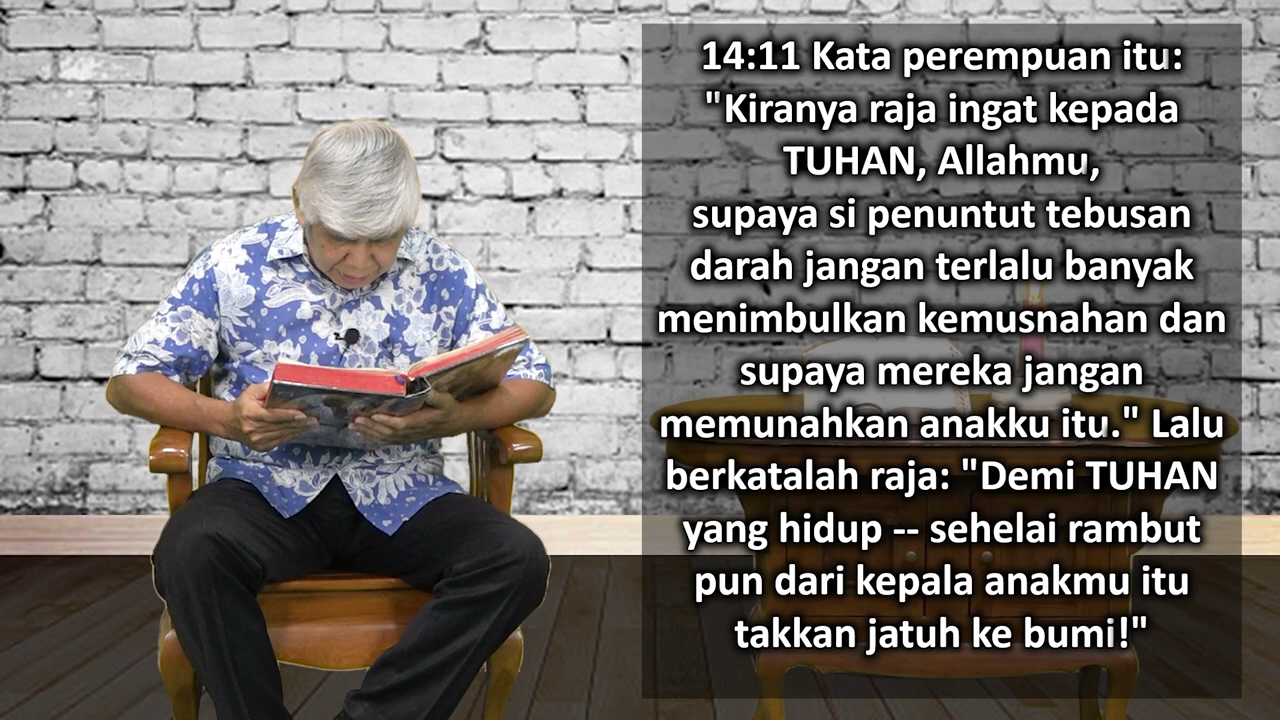 14:11 Kata perempuan itu:
"Kiranya raja ingat kepada
TUHAN, Allahmu,
supaya si penuntut tebusan
darah jangan terlalu banyak
menimbulkan kemusnahan dan
supaya mereka jangan
memunahkan anakku itu." Lalu
berkatalah raja: "Demi TUHAN
yang hidup -- sehelai rambut
pun dari kepala anakmu itu
takkan jatuh ke bumi!"